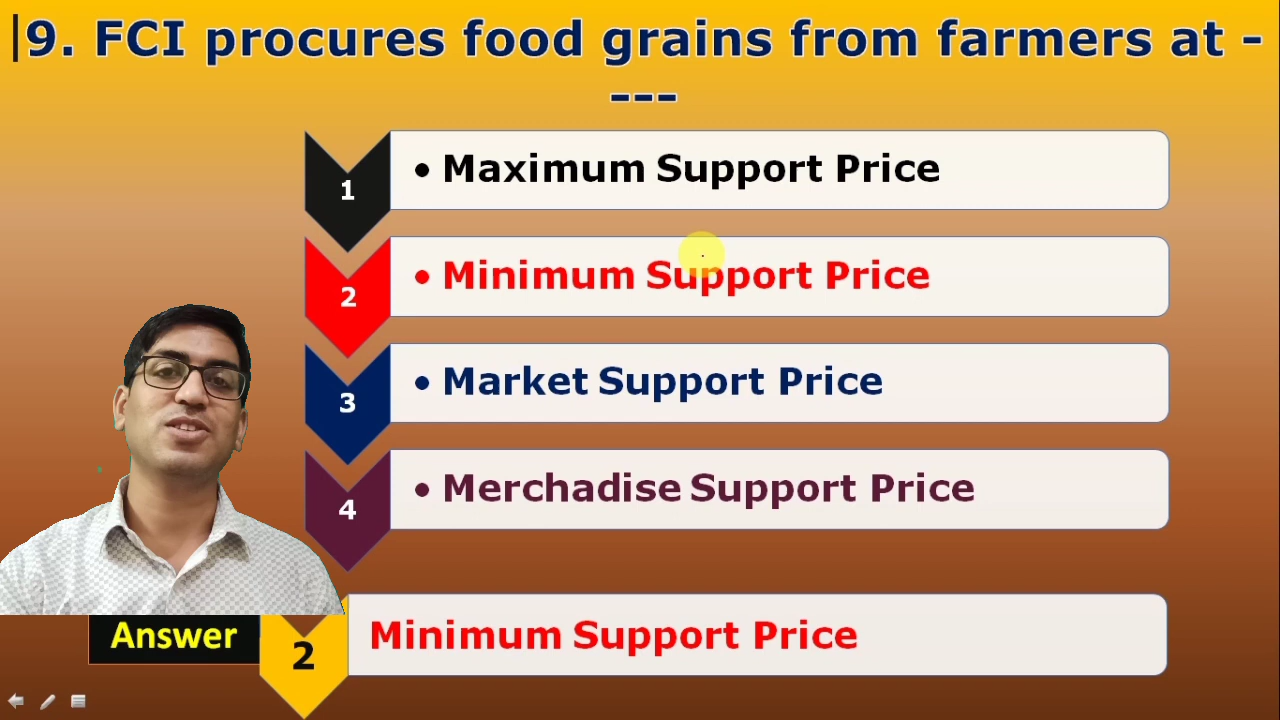 9. FCI procures food grains from farmers at -
---
1
• Maximum Support Price
2
• Minimum Support Price
3
• Market Support Price
4
• Merchadise Support Price
Answer
2
Minimum Support Price